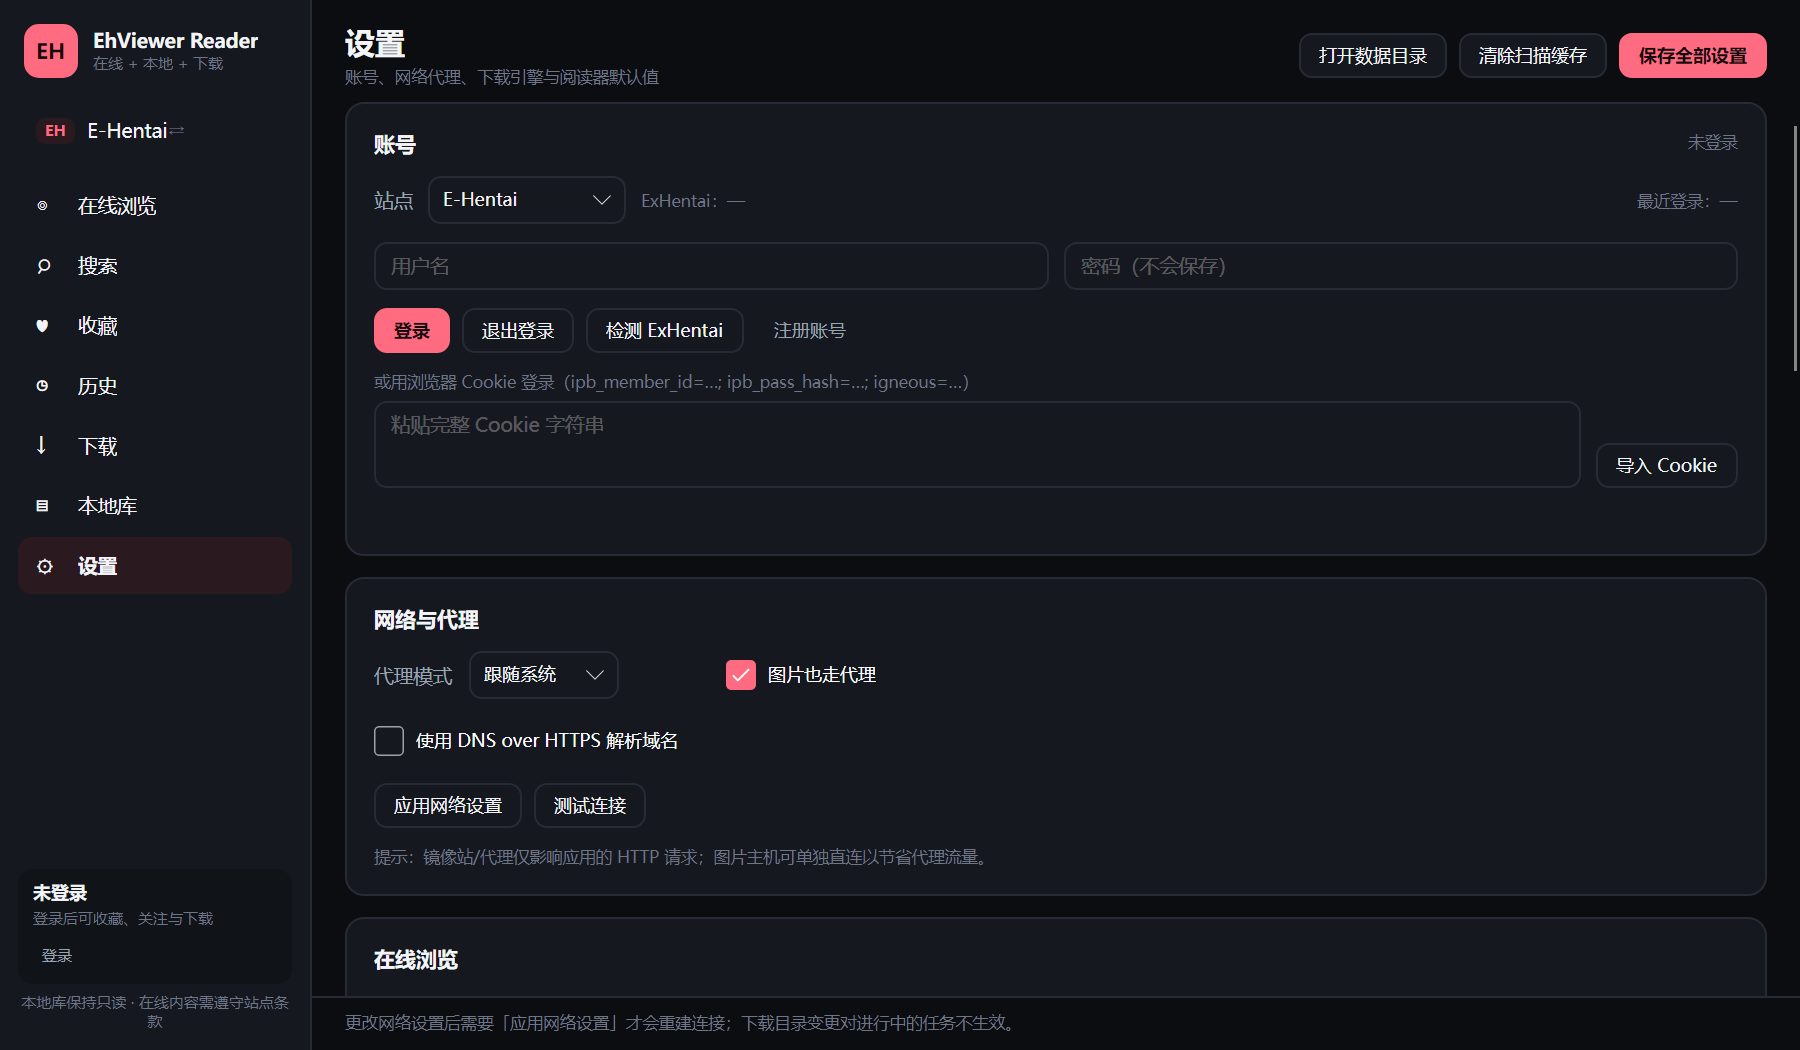 EH
EhViewer Reader
在线 + 本地 + 下载
EH E-Hentai⇄
在线浏览
搜索
收藏
历史
下载
本地库
设置
未登录
登录后可收藏、关注与下载
登录
本地库保持只读 · 在线内容需遵守站点条
款
设置
账号、网络代理、下载引擎与阅读器默认值
打开数据目录
清除扫描缓存
保存全部设置
账号
未登录
站点 E-Hentai ExHentai：—
最近登录：—
用户名
密码（不会保存）
登录 退出登录 检测 ExHentai 注册账号
或用浏览器 Cookie 登录（ipb_member_id=…; ipb_pass_hash=…; igneous=…）
粘贴完整 Cookie 字符串
导入 Cookie
网络与代理
代理模式 跟随系统 图片也走代理
使用 DNS over HTTPS 解析域名
应用网络设置 测试连接
提示：镜像站/代理仅影响应用的 HTTP 请求；图片主机可单独直连以节省代理流量。
在线浏览
更改网络设置后需要「应用网络设置」才会重建连接；下载目录变更对进行中的任务不生效。